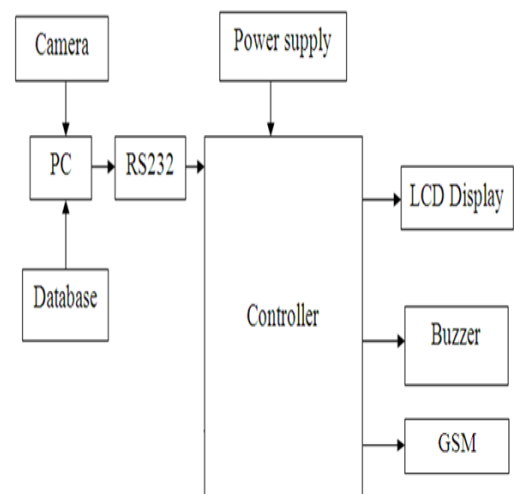 Camera
Power supply
PC
RS232
LCD Display
Database
Controller
Buzzer
GSM